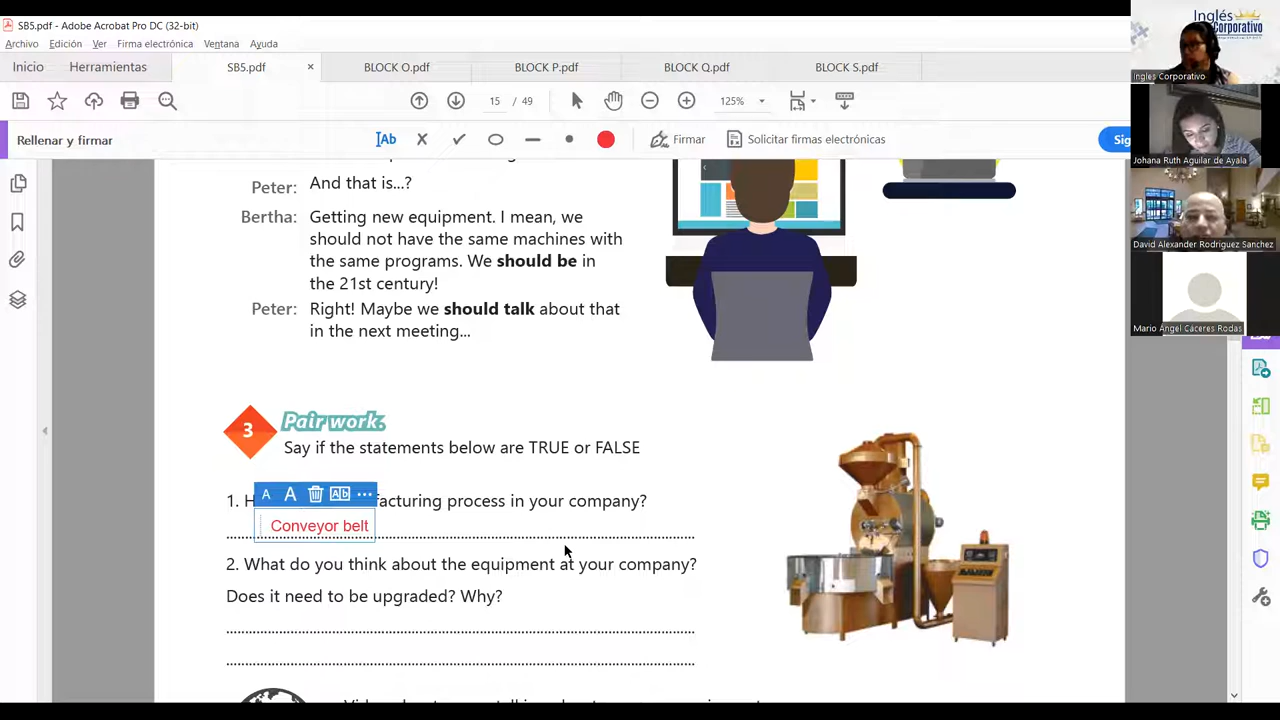 SB5.pdf - Adobe Acrobat Pro DC (32-bit)
Archivo Edición Ver Firma electrónica Ventana Ayuda
Inicio Herramientas SB5.pdf × BLOCK O.pdf BLOCK P.pdf BLOCK Q.pdf BLOCK S.pdf
15 / 49 125%
Rellenar y firmar Ab Firmar Solicitar firmas electrónicas Sig
Peter: And that is...?
Bertha: Getting new equipment. I mean, we
should not have the same machines with
the same programs. We should be in
the 21st century!
Peter: Right! Maybe we should talk about that
in the next meeting...
3 Pair work.
Say if the statements below are TRUE or FALSE
A A Ab
1. H facturing process in your company?
Conveyor belt
2. What do you think about the equipment at your company?
Does it need to be upgraded? Why?
Inglés
Corporativo
Ingles Corporativo
Johana Ruth Aguilar de Ayala
David Alexander Rodriguez Sanchez
Mario Ángel Cáceres Rodas